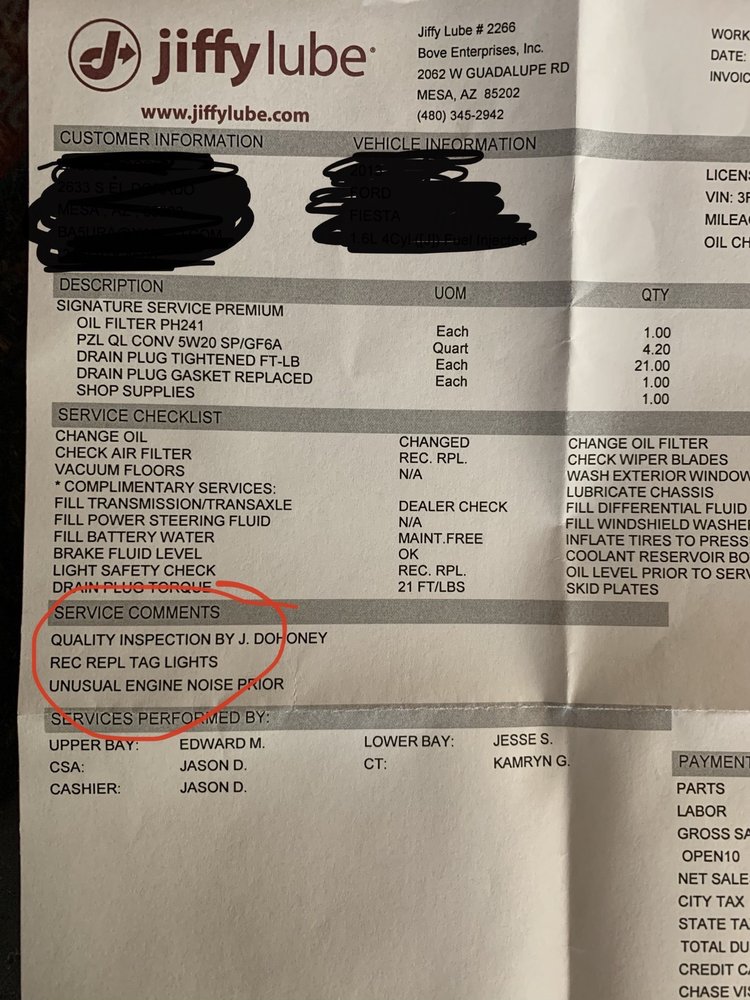 jiffylube
www.jiffylube.com
Jiffy Lube # 2266
Bove Enterprises, Inc.
2062 W GUADALUPE RD
MESA, AZ 85202
(480) 345-2942
WORK
DATE:
INVOIC
CUSTOMER INFORMATION VEHICLE INFORMATION
FORD
FIESTA
LICEN
VIN: 3F
MILEA
OIL CH
DESCRIPTION UOM QTY
SIGNATURE SERVICE PREMIUM
OIL FILTER PH241 Each 1.00
PZL QL CONV 5W20 SP/GF6A Quart 4.20
DRAIN PLUG TIGHTENED FT-LB Each 21.00
DRAIN PLUG GASKET REPLACED Each 1.00
SHOP SUPPLIES 1.00
SERVICE CHECKLIST
CHANGE OIL CHANGED CHANGE OIL FILTER
CHECK AIR FILTER REC. RPL. CHECK WIPER BLADES
VACUUM FLOORS N/A WASH EXTERIOR WINDOW
* COMPLIMENTARY SERVICES: LUBRICATE CHASSIS
FILL TRANSMISSION/TRANSAXLE DEALER CHECK FILL DIFFERENTIAL FLUID
FILL POWER STEERING FLUID N/A FILL WINDSHIELD WASHE
FILL BATTERY WATER MAINT.FREE INFLATE TIRES TO PRESS
BRAKE FLUID LEVEL OK COOLANT RESERVOIR BO
LIGHT SAFETY CHECK REC. RPL. OIL LEVEL PRIOR TO SERV
DRAIN PLUG TORQUE 21 FT/LBS SKID PLATES
SERVICE COMMENTS
QUALITY INSPECTION BY J. DOHONEY
REC REPL TAG LIGHTS
UNUSUAL ENGINE NOISE PRIOR
SERVICES PERFORMED BY:
UPPER BAY: EDWARD M. LOWER BAY: JESSE S.
CSA: JASON D. CT: KAMRYN G.
CASHIER: JASON D.
PAYMENT
PARTS
LABOR
GROSS SA
OPEN10
NET SALE
CITY TAX
STATE TA
TOTAL DU
CREDIT CA
CHASE VIS